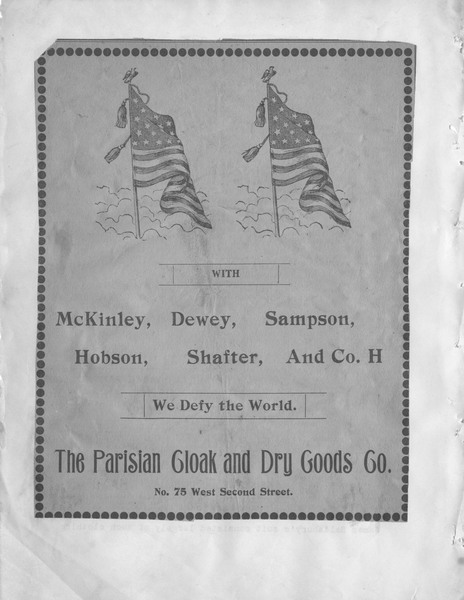 WITH
McKinley, Dewey, Sampson,
Hobson, Shafter, And Co. H
We Defy the World.
The Parisian Cloak and Dry Goods Co.
No. 75 West Second Street.